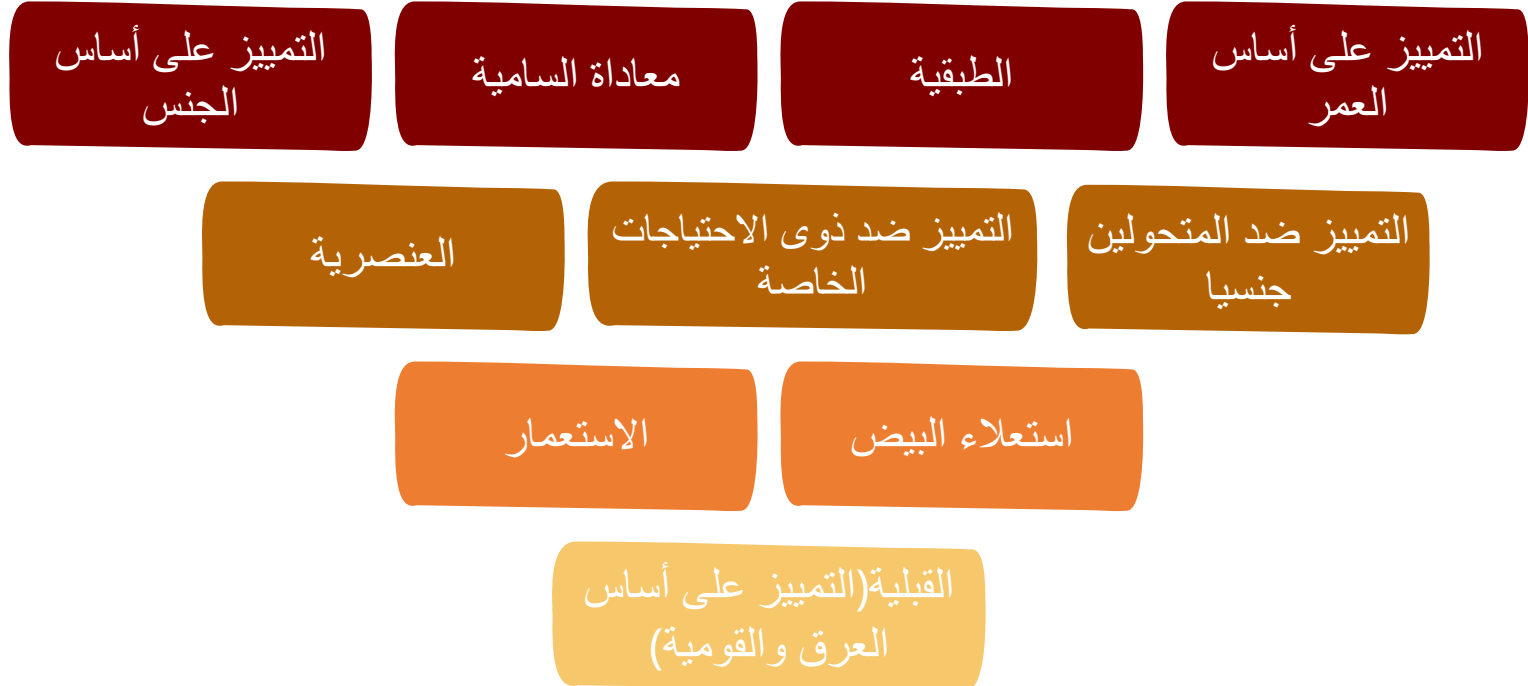 التمييز على أساس
العمر
الطبقية
معاداة السامية
التمييز على أساس
الجنس
التمييز ضد المتحولين
جنسيا
التمييز ضد ذوى الاحتياجات
الخاصة
العنصرية
استعلاء البيض
الاستعمار
القبلية(التمييز على أساس
العرق والقومية)